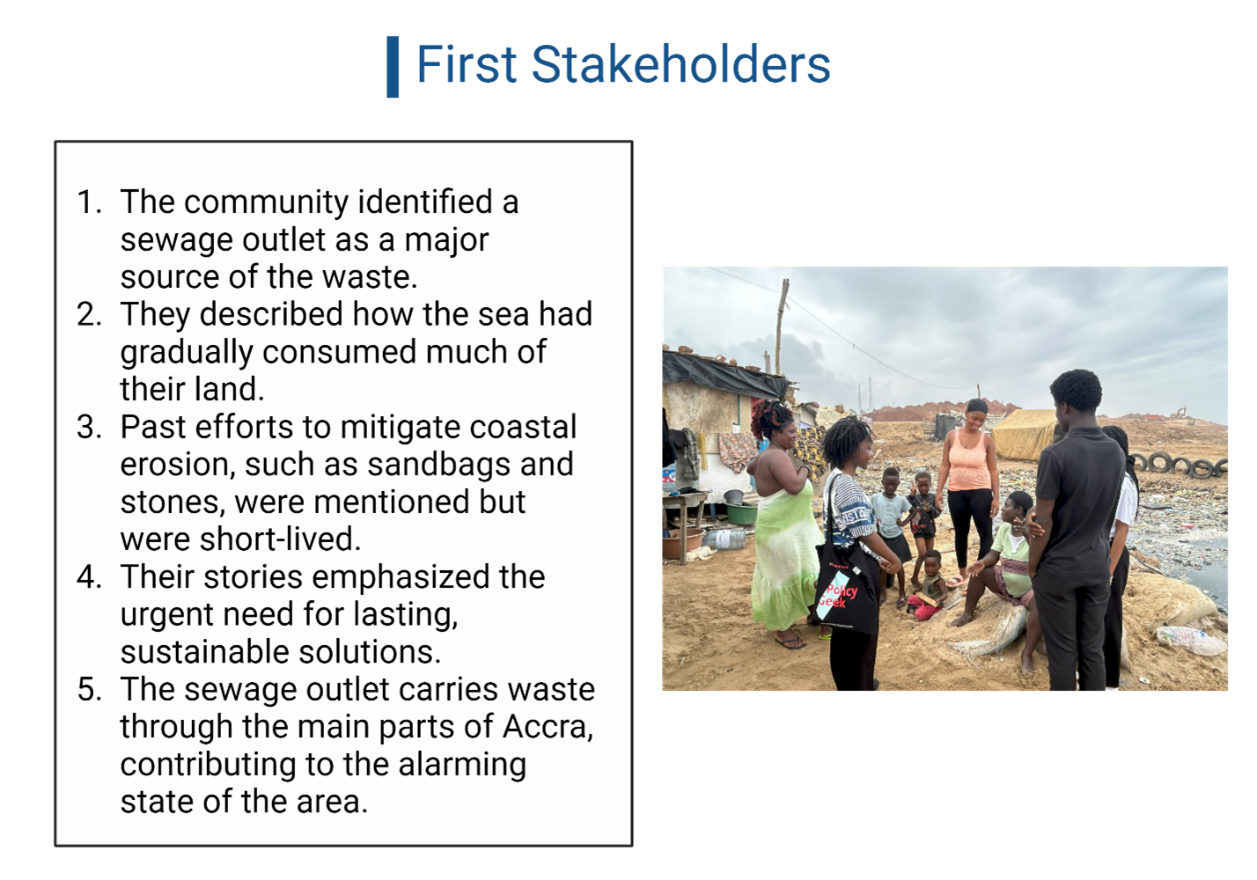 First Stakeholders
1. The community identified a
sewage outlet as a major
source of the waste.
2. They described how the sea had
gradually consumed much of
their land.
3. Past efforts to mitigate coastal
erosion, such as sandbags and
stones, were mentioned but
were short-lived.
4. Their stories emphasized the
urgent need for lasting,
sustainable solutions.
5. The sewage outlet carries waste
through the main parts of Accra,
contributing to the alarming
state of the area.
Policy
Geek